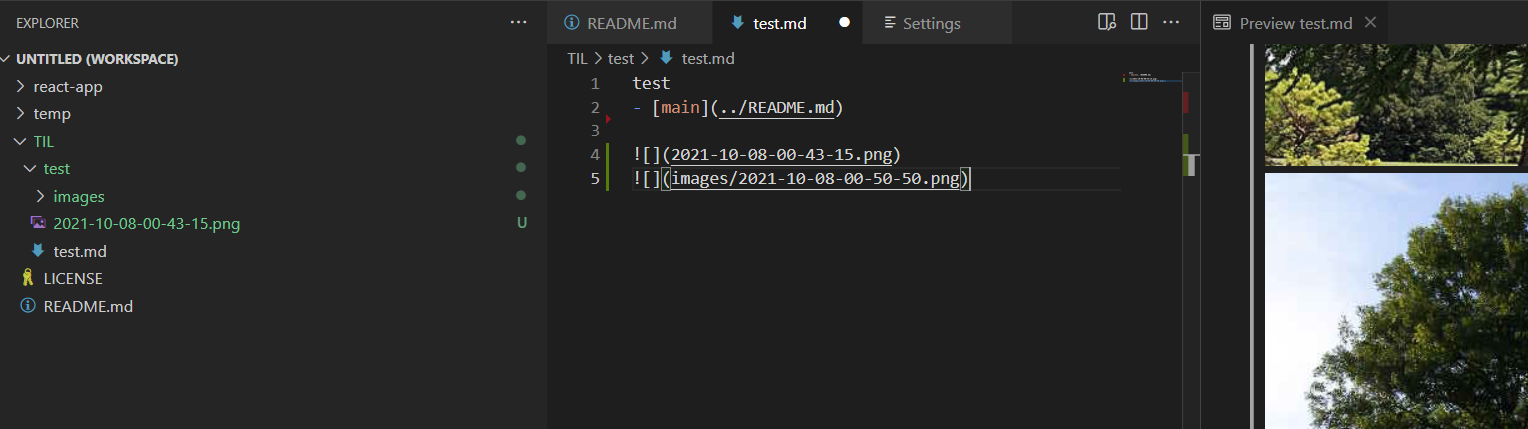 EXPLORER ···
UNTITLED (WORKSPACE)
react-app
temp
TIL
test
images
2021-10-08-00-43-15.png U
test.md
LICENSE
README.md
README.md test.md Settings ···
TIL > test > test.md
1 test
2 - [main](../README.md)
3
4 ![](2021-10-08-00-43-15.png)
5 ![](images/2021-10-08-00-50-50.png)
Preview test.md